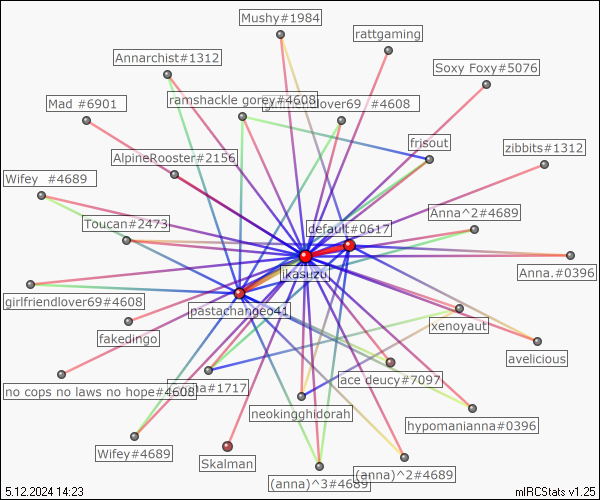 Mushy#1984
rattgaming
Annarchist#1312
Soxy Foxy#5076
Mad #6901
ramshackle gorey#4608
#4608
frisout
zibbits#1312
AlpineRooster#2156
Wifey #4689
Anna^2#4689
Toucan#2473
default#0617
Anna.#0396
ikasuzu
girlfriendlover69#4608
pastachangeo41
xenoyaut
fakedingo
avelicious
ace deucy#7097
no cops no laws no hope#4608
#1717
neokingghidorah
hypomanianna#0396
Wifey#4689
Skalman
(anna)^2#4689
(anna)^3#4689
5.12.2024 14:23
mIRCStats v1.25